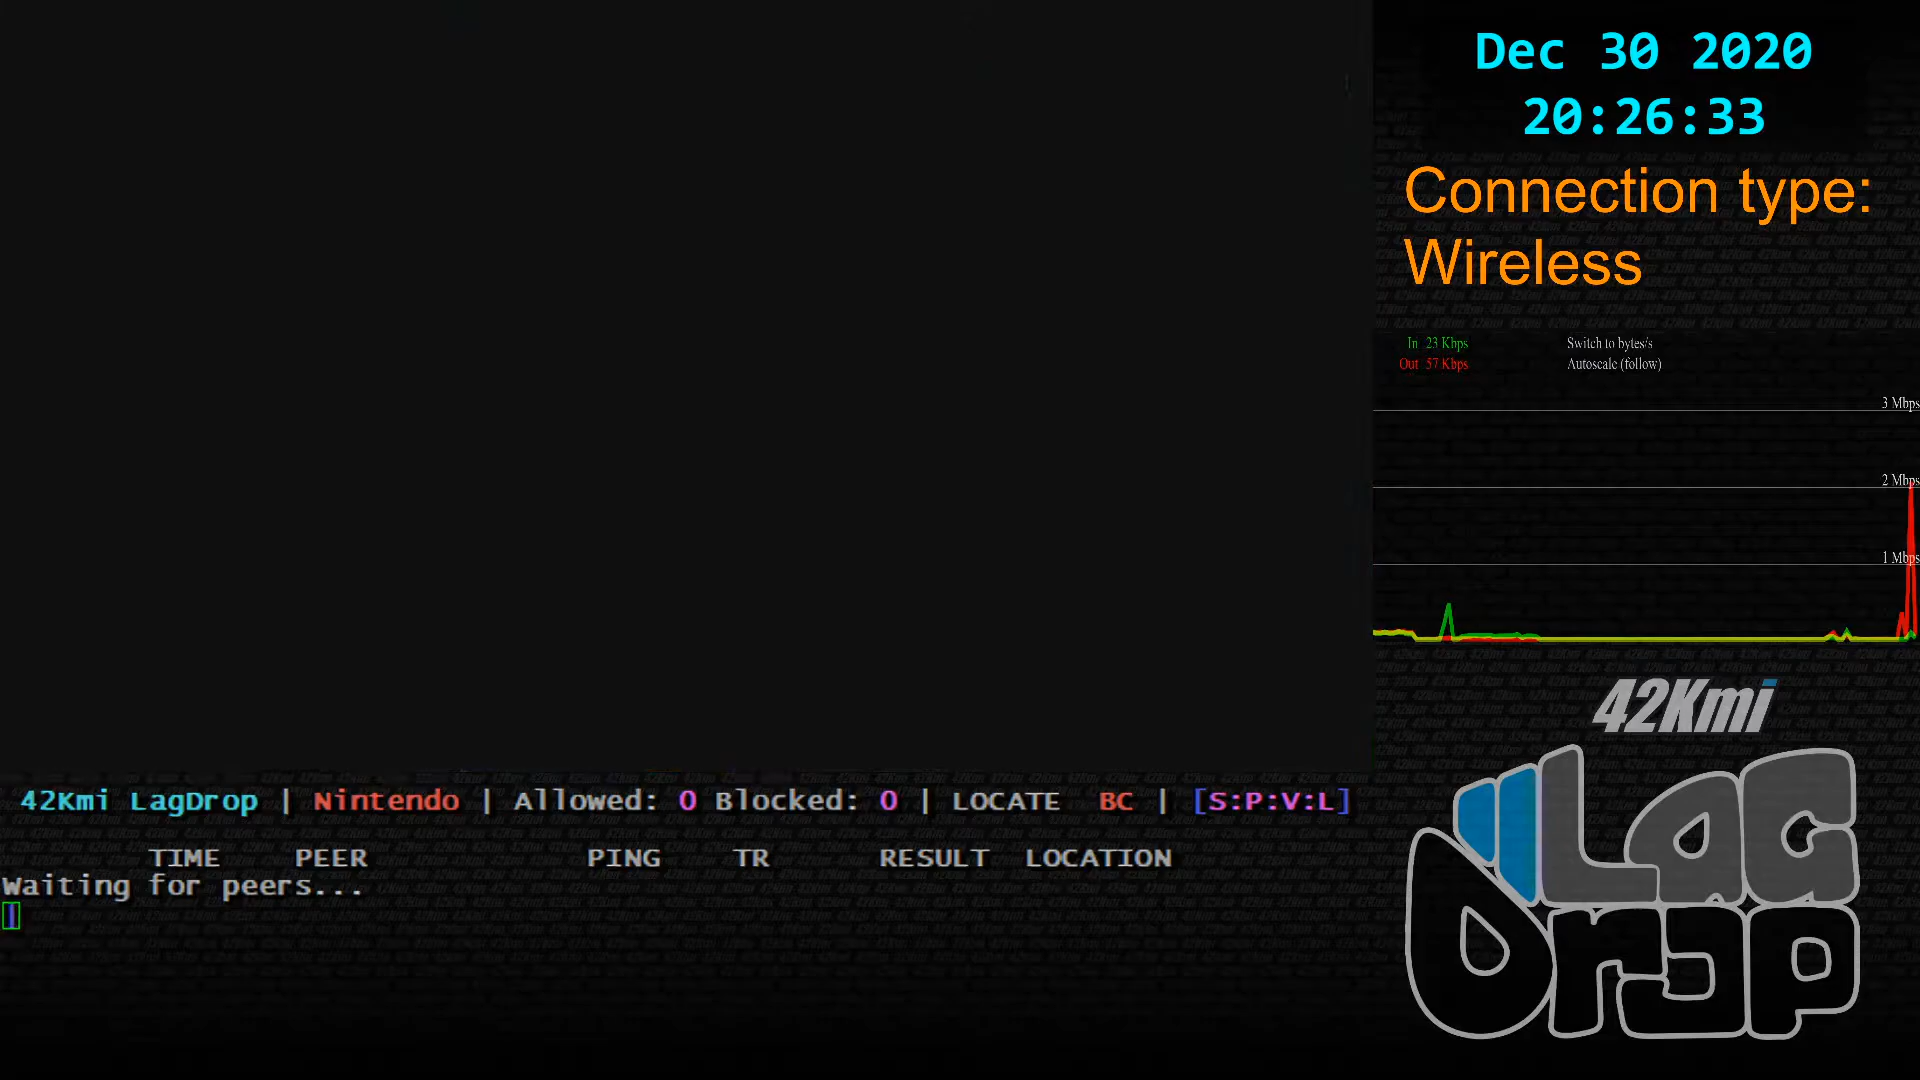 Dec 30 2020
20:26:33
Connection type:
Wireless
In 23 Kbps
Switch to bytes/s
Out 57 Kbps
Autoscale (follow)
3 Mbps
2 Mbps
1 Mbps
42Kmi
LAG
Drop
42Kmi LagDrop | Nintendo | Allowed: 0 Blocked: 0 | LOCATE BC | [S:P:V:L]
TIME PEER PING TR RESULT LOCATION
Waiting for peers...